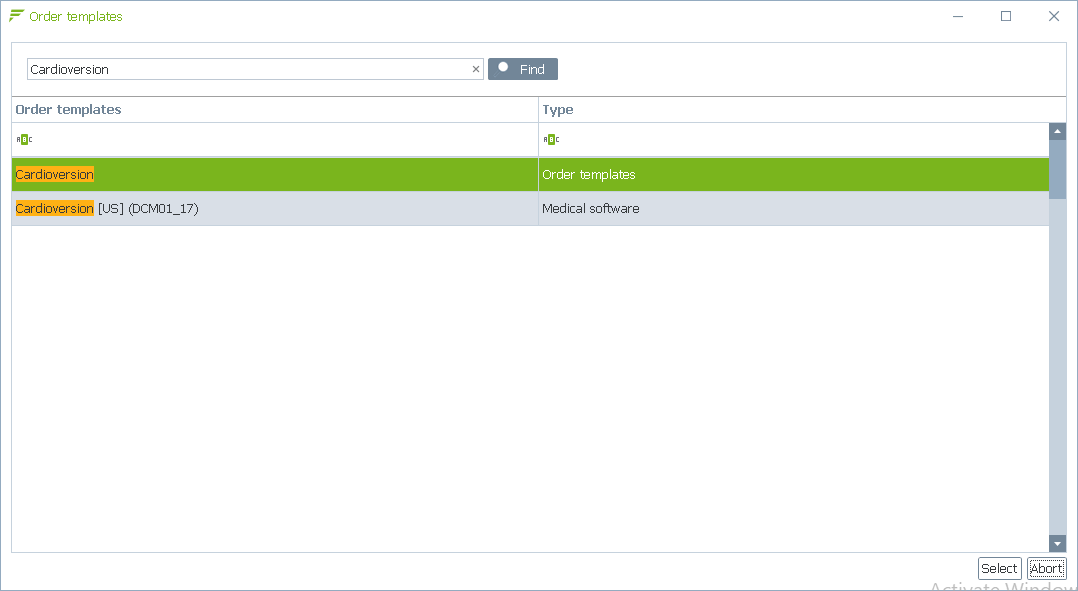 Order templates
Cardioversion
Find
Order templates Type
ABC ABC
Cardioversion Order templates
Cardioversion [US] (DCM01_17) Medical software
Select Abort
Activate Window